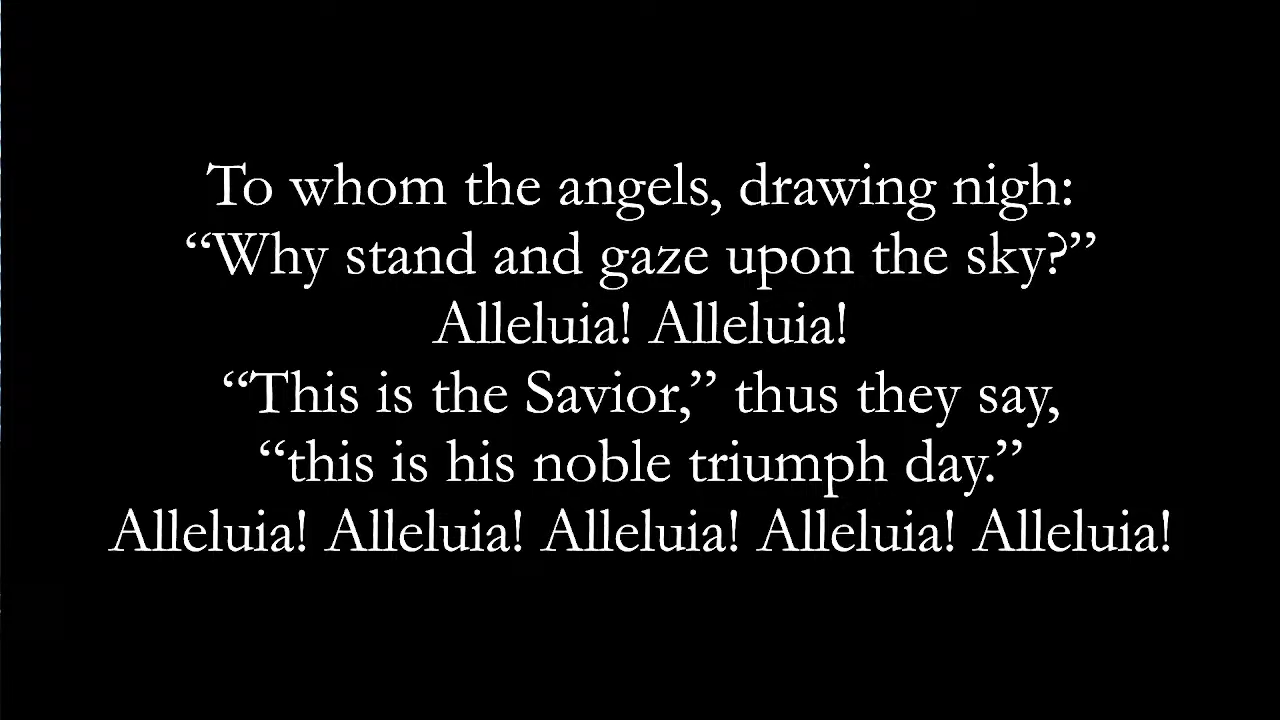 To whom the angels, drawing nigh:
“Why stand and gaze upon the sky?”
Alleluia! Alleluia!
“This is the Savior,” thus they say,
“this is his noble triumph day.”
Alleluia! Alleluia! Alleluia! Alleluia! Alleluia!